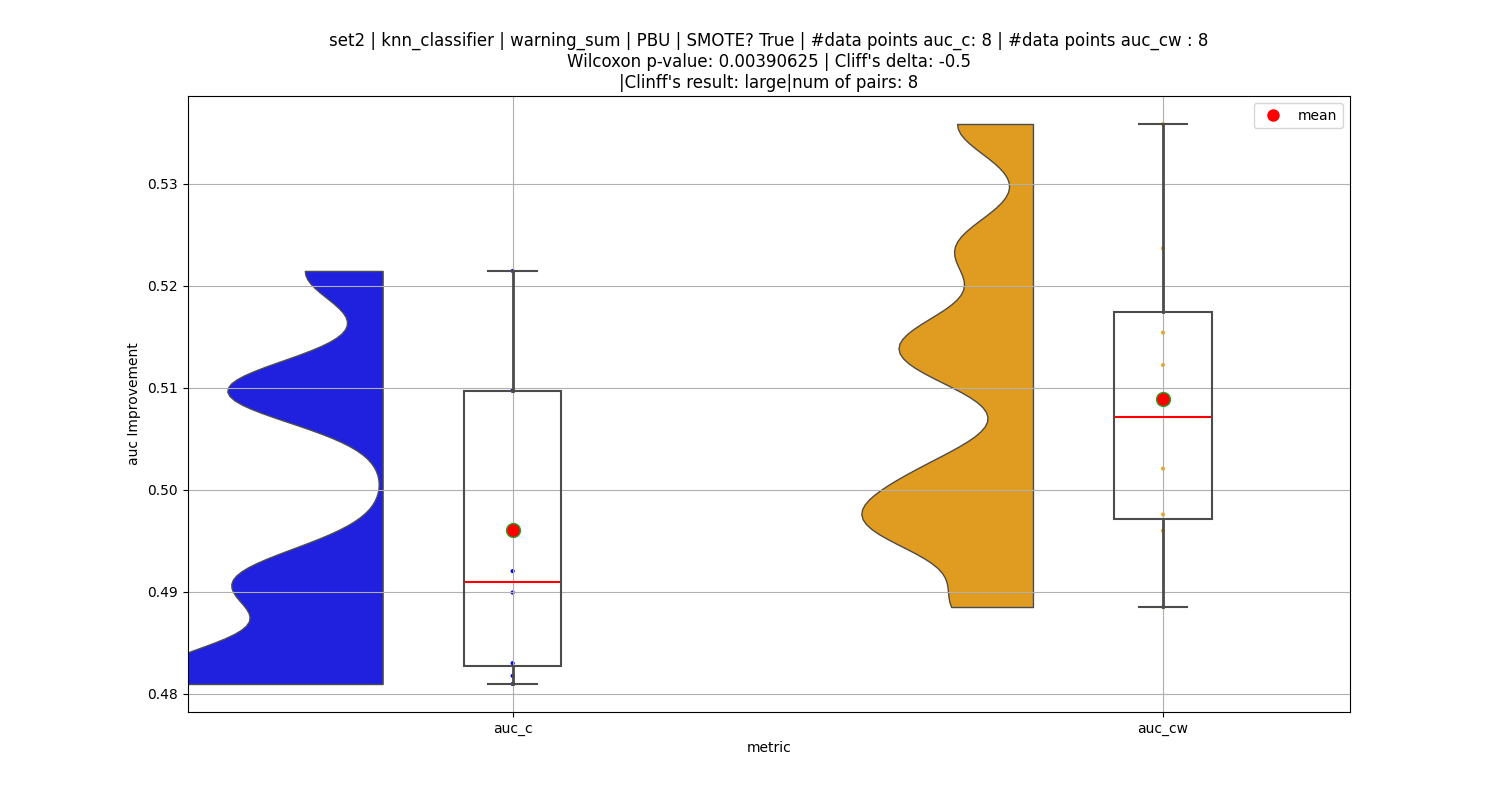 set2 | knn_classifier | warning_sum | PBU | SMOTE? True | #data points auc_c: 8 | #data points auc_cw : 8
Wilcoxon p-value: 0.00390625 | Cliff's delta: -0.5
|Clinff's result: large|num of pairs: 8
mean
0.53
0.52
0.51
0.50
0.49
0.48
auc Improvement
auc_c
auc_cw
metric